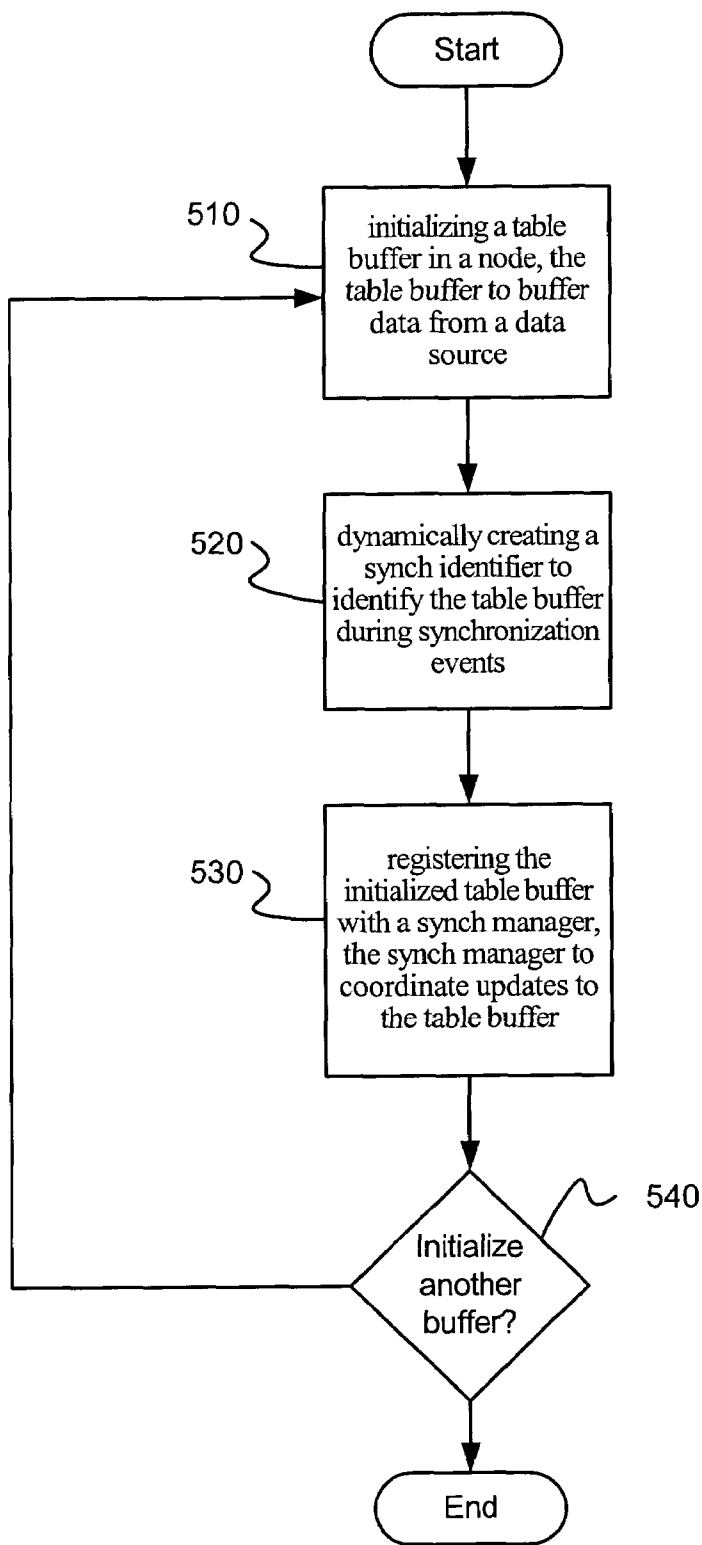 Start
510
initializing a table
buffer in a node, the
table buffer to buffer
data from a data
source
520
dynamically creating a
synch identifier to
identify the table buffer
during synchronization
events
530
registering the
initialized table buffer
with a synch manager,
the synch manager to
coordinate updates to
the table buffer
540
Initialize
another
buffer?
End